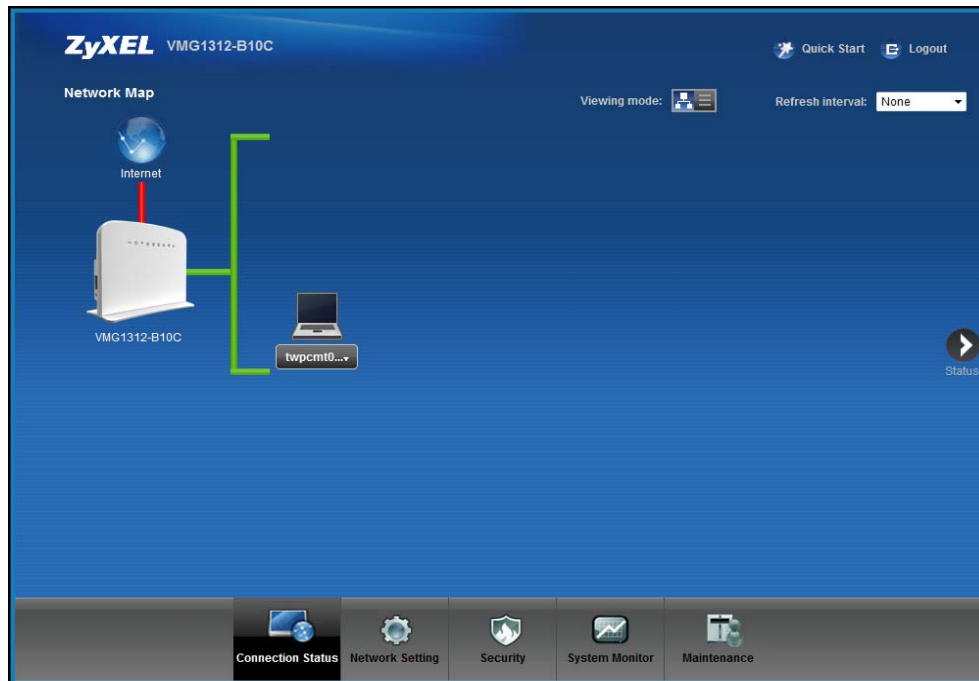 ZyXEL VMG1312-B10C
Quick Start Logout
Network Map
Viewing mode: Refresh interval: None
Internet
VMG1312-B10C
twpcmt0...
Status
Connection Status Network Setting Security System Monitor Maintenance